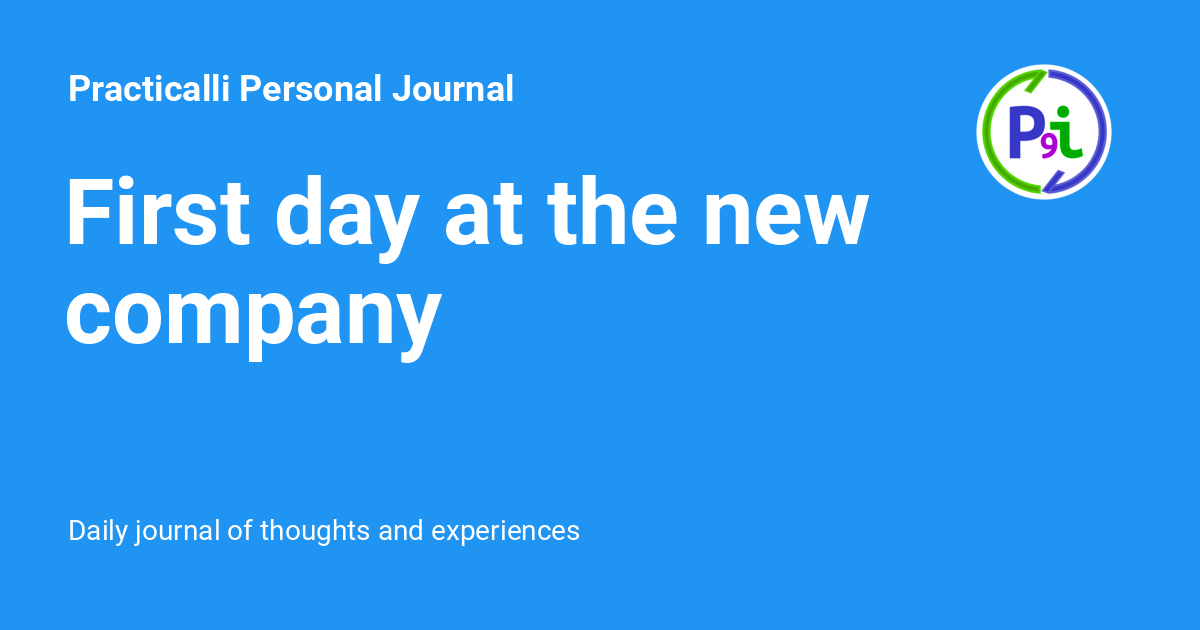 Practicalli Personal Journal
P9i
First day at the new
company
Daily journal of thoughts and experiences